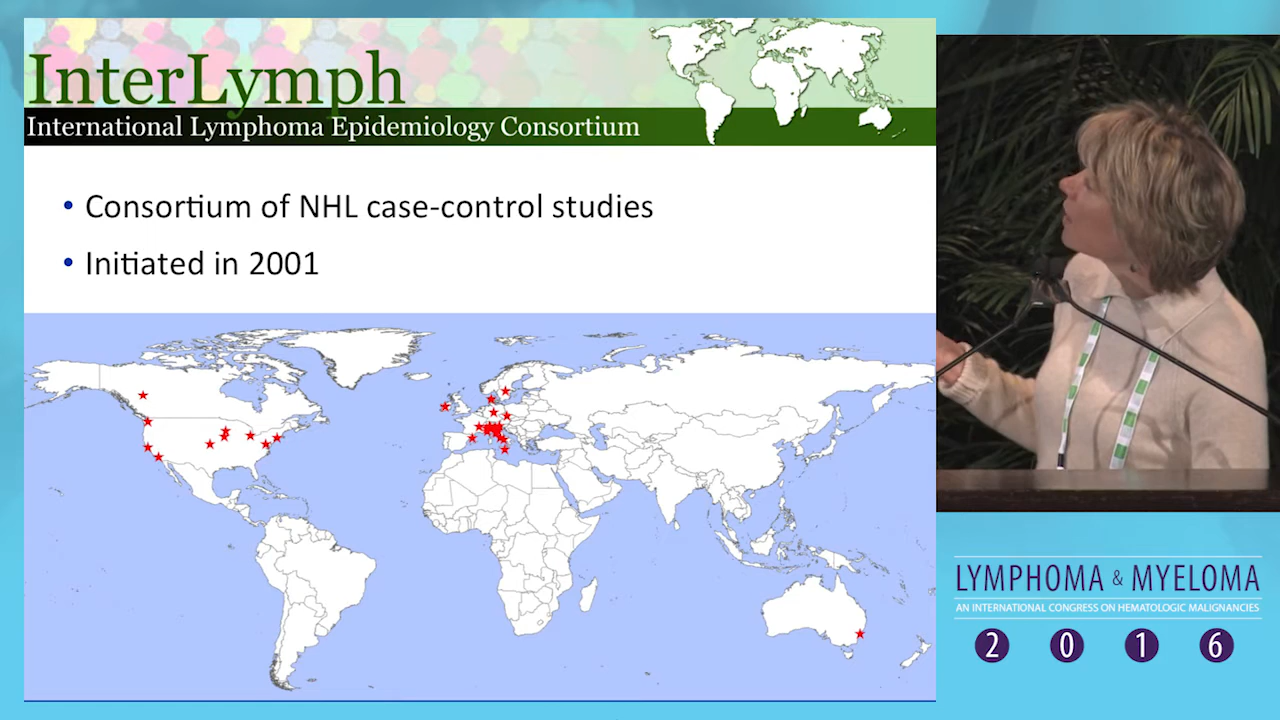 InterLymph
International Lymphoma Epidemiology Consortium
• Consortium of NHL case-control studies
• Initiated in 2001
LYMPHOMA & MYELOMA
AN INTERNATIONAL CONGRESS ON HEMATOLOGIC MALIGNANCIES
2 0 1 6